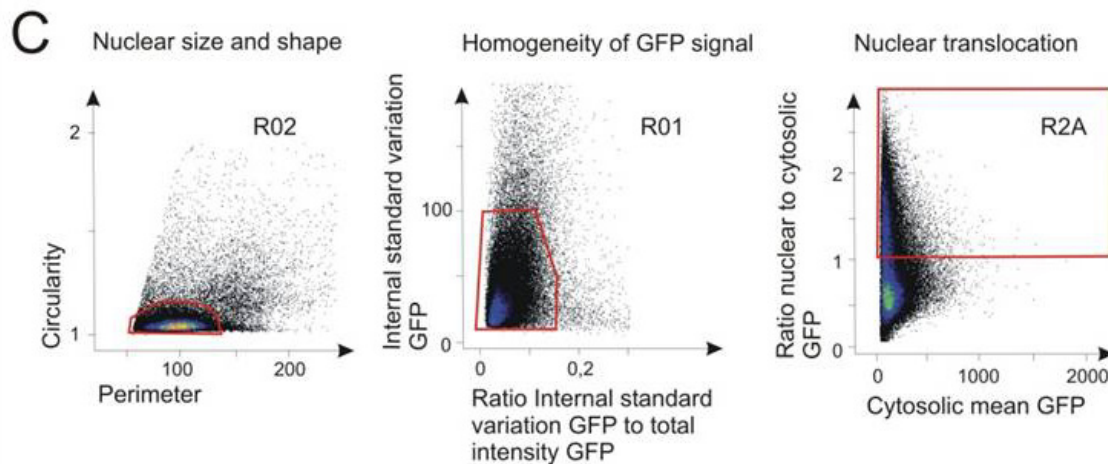 C
Nuclear size and shape
R02
2
1
Circularity
100
200
Perimeter
Homogeneity of GFP signal
R01
Internal standard variation
GFP
100
0
0
0,2
Ratio Internal standard
variation GFP to total
intensity GFP
Nuclear translocation
R2A
Ratio nuclear to cytosolic
GFP
2
1
0
0
1000
2000
Cytosolic mean GFP